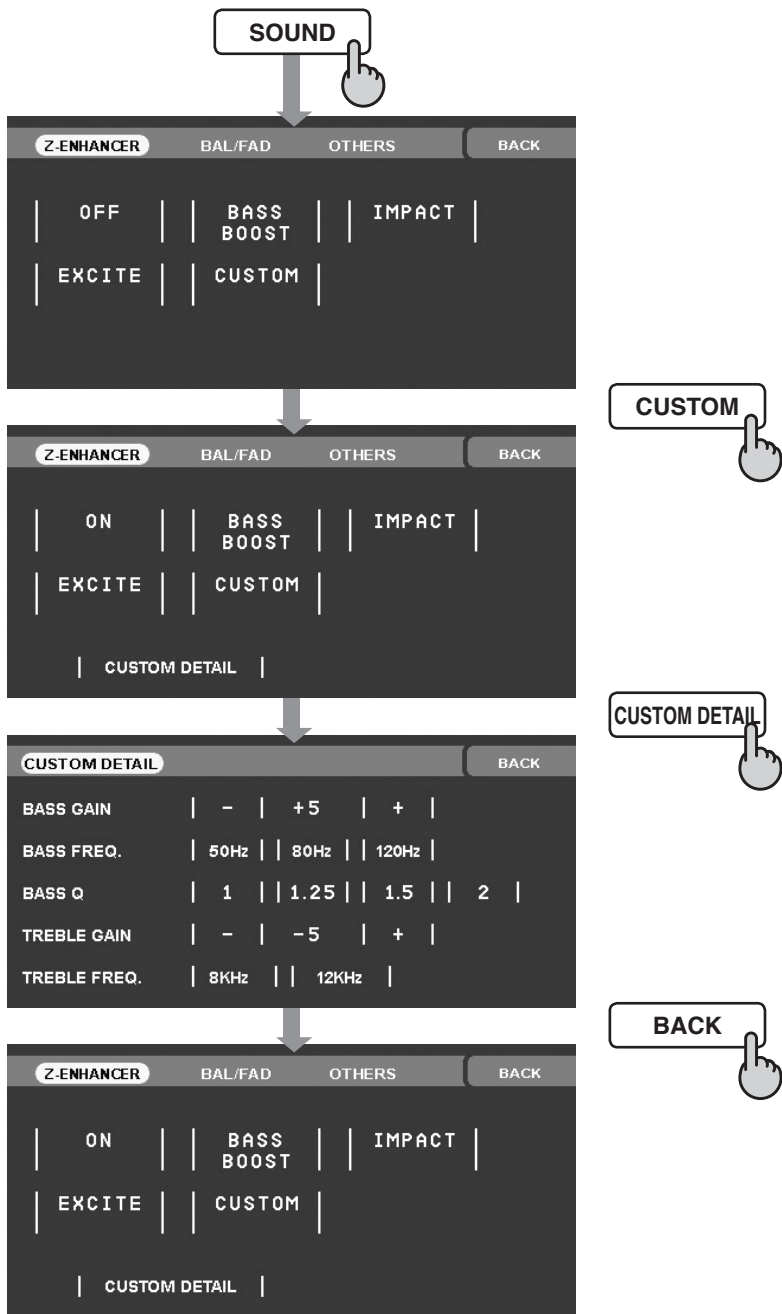 SOUND
Z-ENHANCER BAL/FAD OTHERS BACK
OFF BASS BOOST IMPACT
EXCITE CUSTOM
CUSTOM
Z-ENHANCER BAL/FAD OTHERS BACK
ON BASS BOOST IMPACT
EXCITE CUSTOM
CUSTOM DETAIL
CUSTOM DETAIL
CUSTOM DETAIL BACK
BASS GAIN - +5 +
BASS FREQ. 50Hz 80Hz 120Hz
BASS Q 1 1.25 1.5 2
TREBLE GAIN - -5 +
TREBLE FREQ. 8KHz 12KHz
BACK
Z-ENHANCER BAL/FAD OTHERS BACK
ON BASS BOOST IMPACT
EXCITE CUSTOM
CUSTOM DETAIL